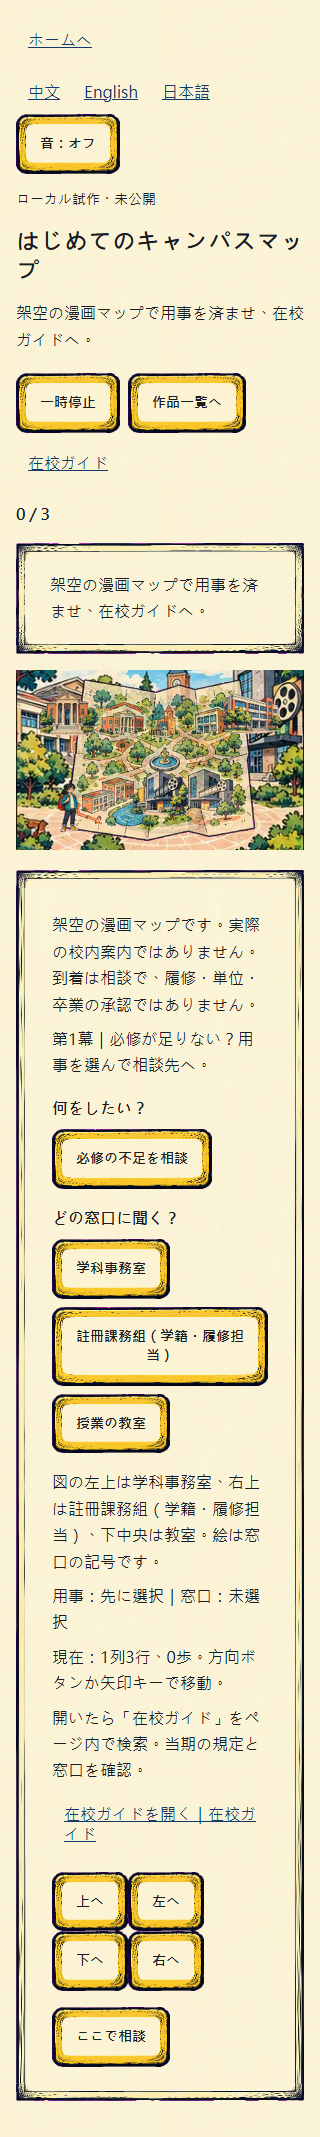 ホームへ
中文 English 日本語
音：オフ
ローカル試作・未公開
はじめてのキャンパスマッ
プ
架空の漫画マップで用事を済ませ、在校
ガイドへ。
一時停止 作品一覧へ
在校ガイド
0 / 3
架空の漫画マップで用事を済
ませ、在校ガイドへ。
架空の漫画マップです。実際
の校内案内ではありません。
到着は相談で、履修・単位・
卒業の承認ではありません。
第1幕｜必修が足りない？用
事を選んで相談先へ。
何をしたい？
必修の不足を相談
どの窓口に聞く？
学科事務室
註冊課務組（学籍・履修担
当）
授業の教室
図の左上は学科事務室、右上
は註冊課務組（学籍・履修担
当）、下中央は教室。絵は窓
口の記号です。
用事：先に選択｜窓口：未選
択
現在：1列3行、0歩。方向ボ
タンか矢印キーで移動。
開いたら「在校ガイド」をペ
ージ内で検索。当期の規定と
窓口を確認。
在校ガイドを開く｜在校ガ
イド
上へ 左へ
下へ 右へ
ここで相談